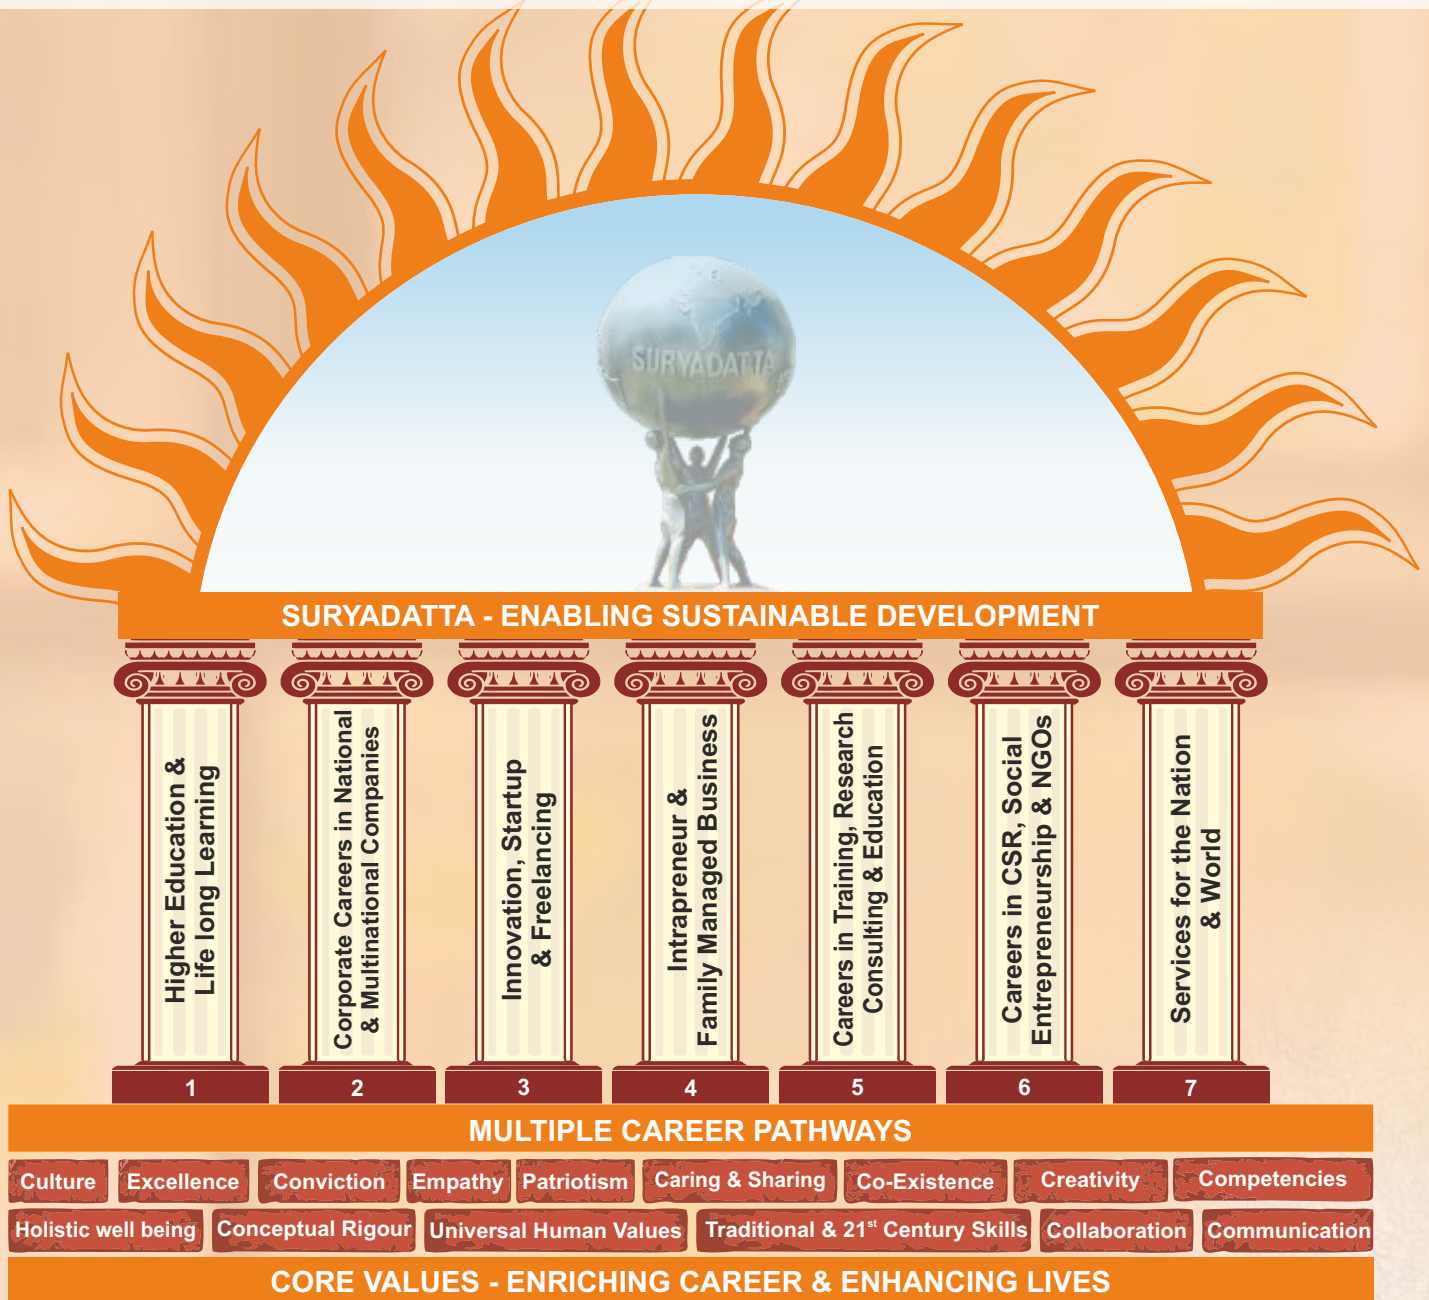 SURYADATTA
SURYADATTA - ENABLING SUSTAINABLE DEVELOPMENT
Higher Education &
Life long Learning
Corporate Careers in National
& Multinational Companies
Innovation, Startup
& Freelancing
Intrapreneur &
Family Managed Business
Careers in Training, Research
Consulting & Education
Careers in CSR, Social
Entrepreneurship & NGOs
Services for the Nation
& World
1 2 3 4 5 6 7
MULTIPLE CAREER PATHWAYS
Culture Excellence Conviction Empathy Patriotism Caring & Sharing Co-Existence Creativity Competencies
Holistic well being Conceptual Rigour Universal Human Values Traditional & 21st Century Skills Collaboration Communication
CORE VALUES - ENRICHING CAREER & ENHANCING LIVES